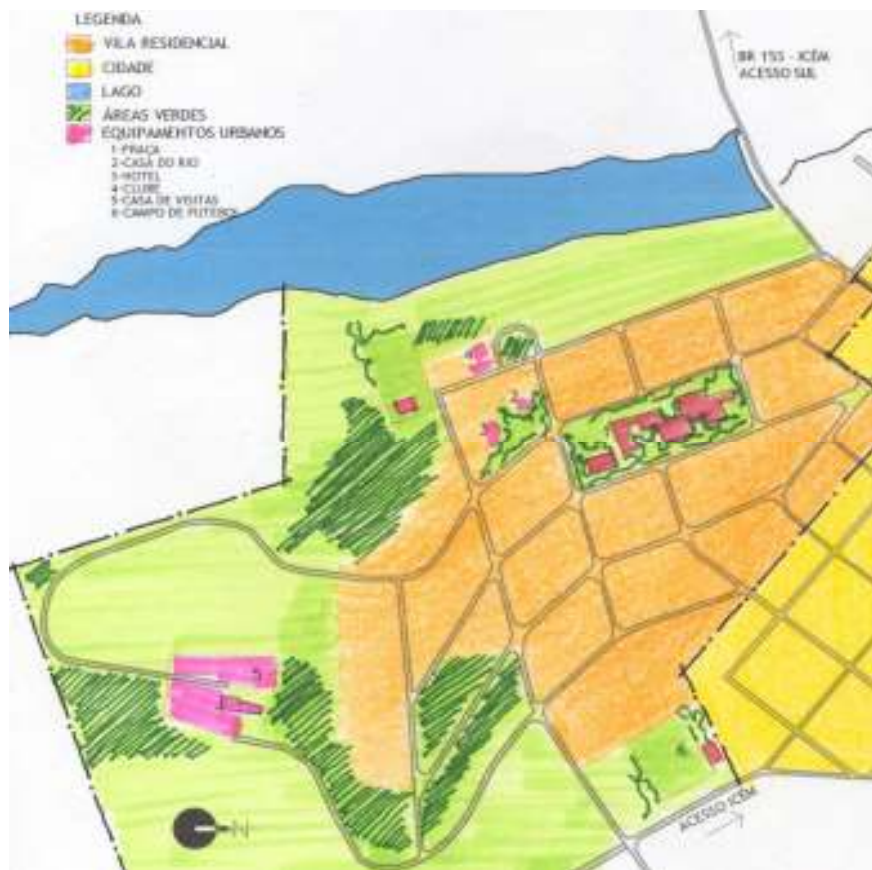 LEGENDA
VILA RESIDENCIAL
CIDADE
LAGO
ÁREAS VERDES
EQUIPAMENTOS URBANOS
1-PRAÇA
2-CASA DO RIO
3-HOTEL
4-CLUBE
5-CASA DE VISITAS
6-CAMPO DE FUTEBOL
BR 153 - ICÉM
ACESSO SUL
ACESSO ICÉM
N